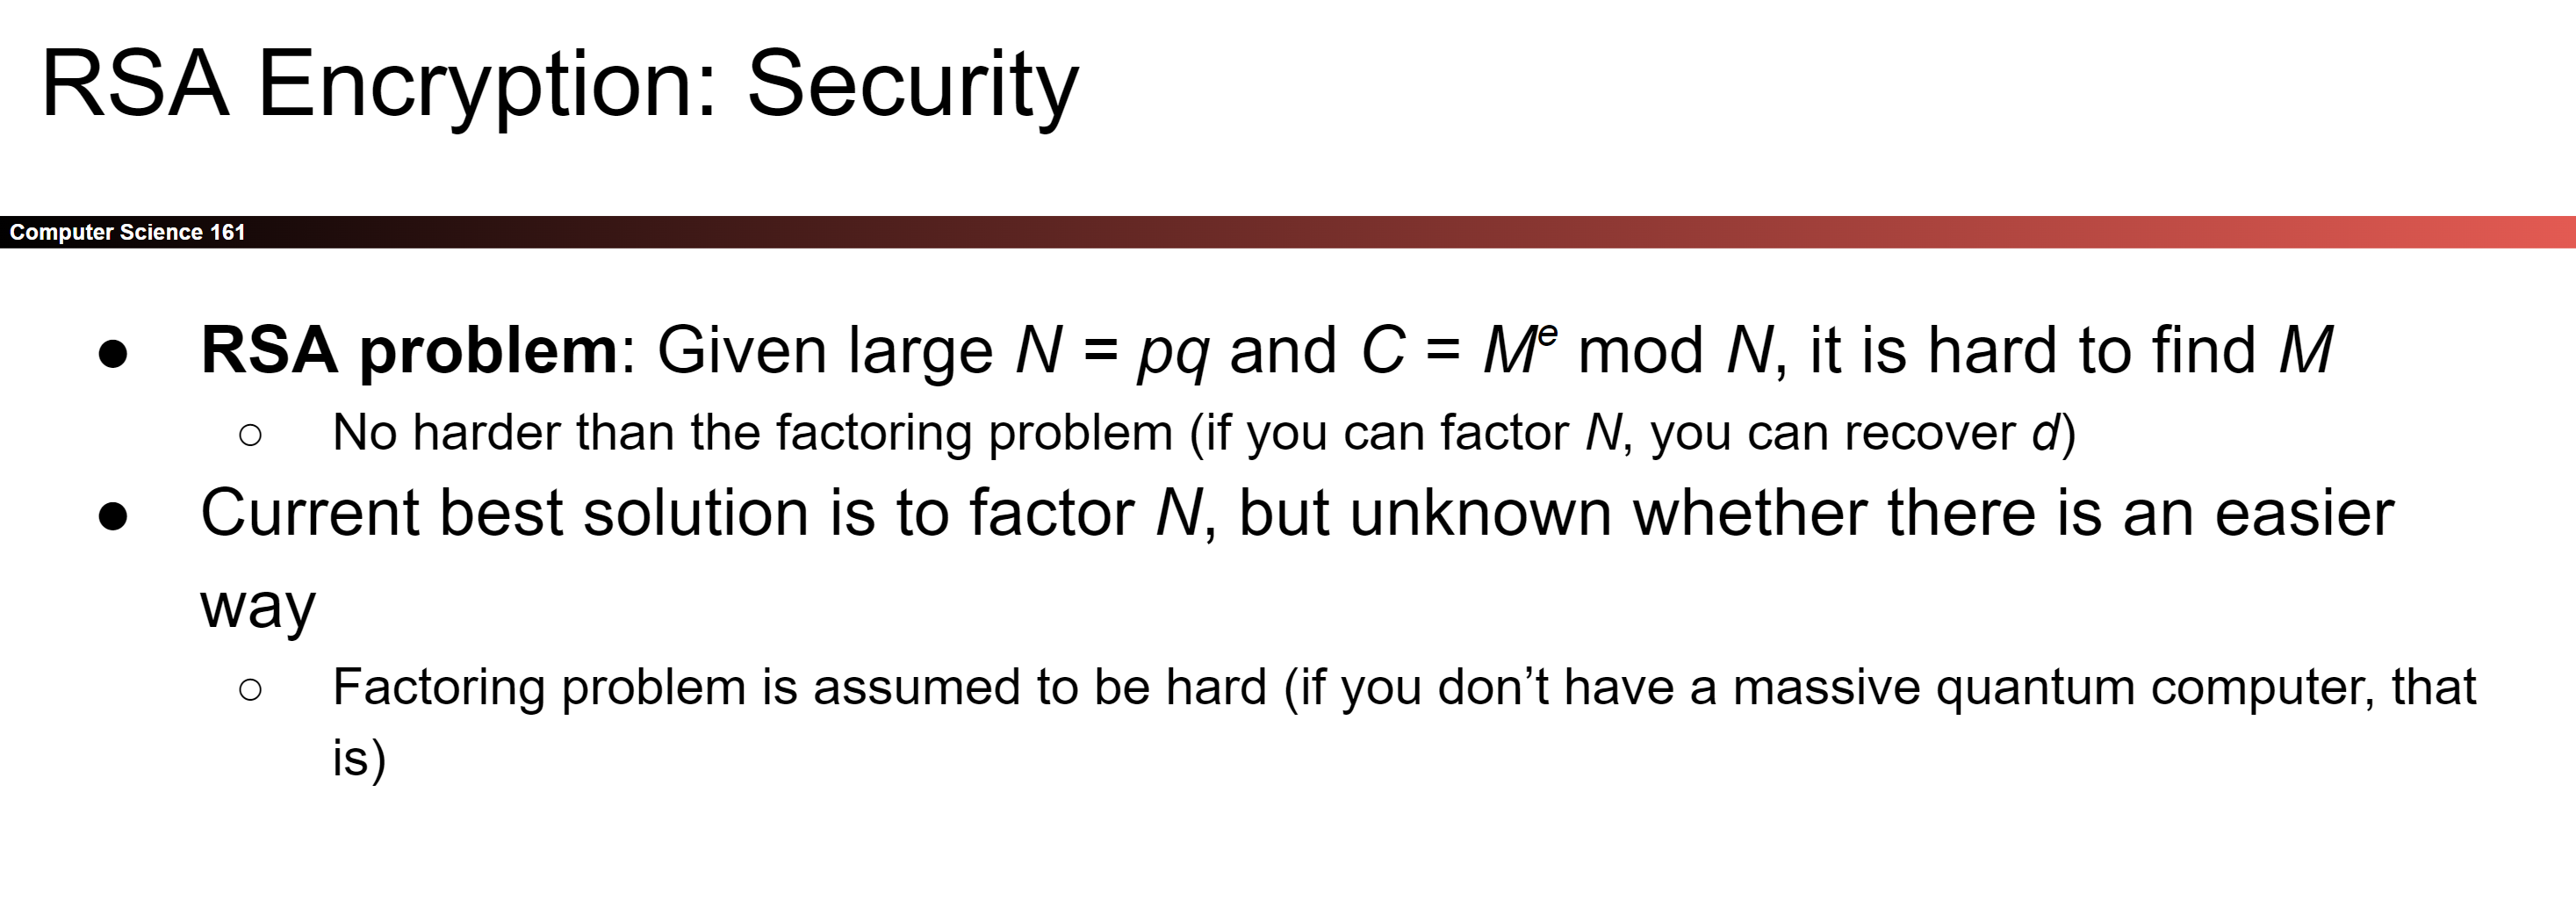 RSA Encryption: Security
Computer Science 161
● RSA problem: Given large N = pq and C = Mᵉ mod N, it is hard to find M
○ No harder than the factoring problem (if you can factor N, you can recover d)
● Current best solution is to factor N, but unknown whether there is an easier
way
○ Factoring problem is assumed to be hard (if you don’t have a massive quantum computer, that
is)